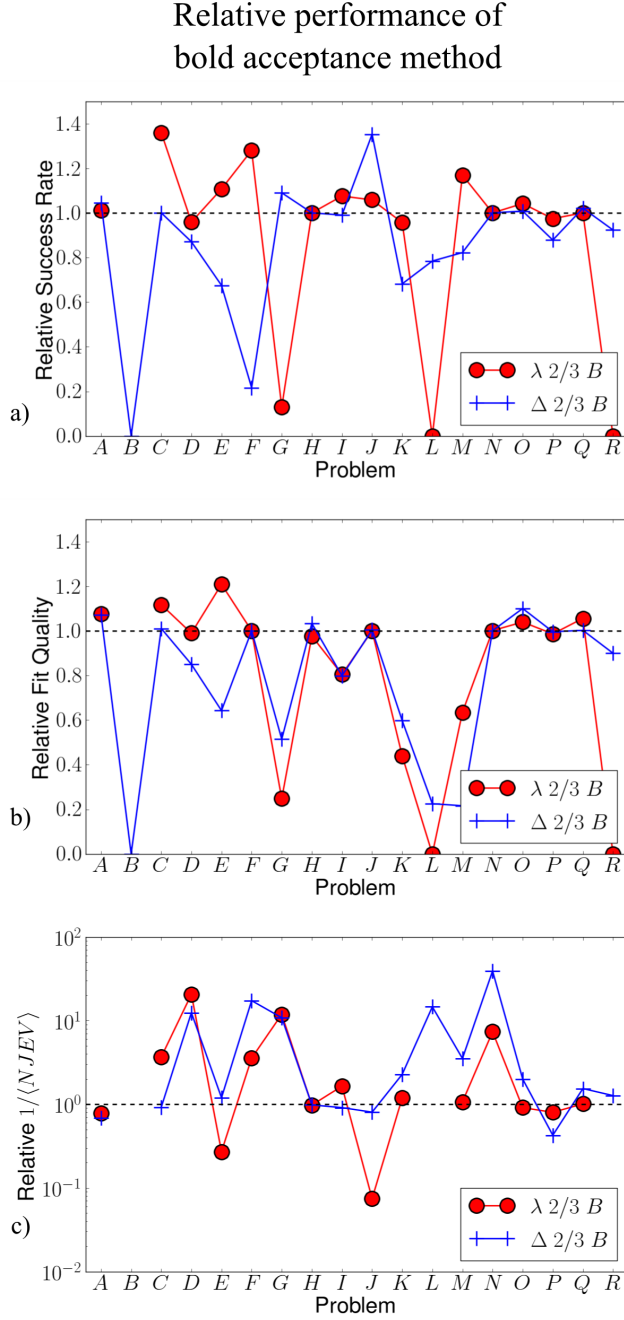 Relative performance of
bold acceptance method
a)
Relative Success Rate
1.4
1.2
1.0
0.8
0.6
0.4
0.2
0.0
λ 2/3 B
Δ 2/3 B
A B C D E F G H I J K L M N O P Q R
Problem
b)
Relative Fit Quality
1.4
1.2
1.0
0.8
0.6
0.4
0.2
0.0
λ 2/3 B
Δ 2/3 B
A B C D E F G H I J K L M N O P Q R
Problem
c)
Relative 1/⟨NJEV⟩
10²
10¹
10⁰
10⁻¹
10⁻²
λ 2/3 B
Δ 2/3 B
A B C D E F G H I J K L M N O P Q R
Problem